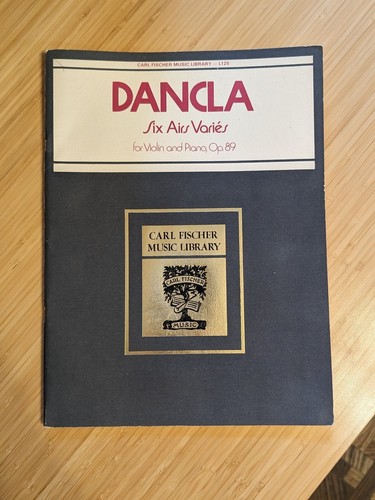 CARL FISCHER MUSIC LIBRARY - L125
DANCLA
Six Airs Variés
for Violin and Piano, Op. 89
CARL FISCHER
MUSIC LIBRARY
CARL FISCHER
MUSIC